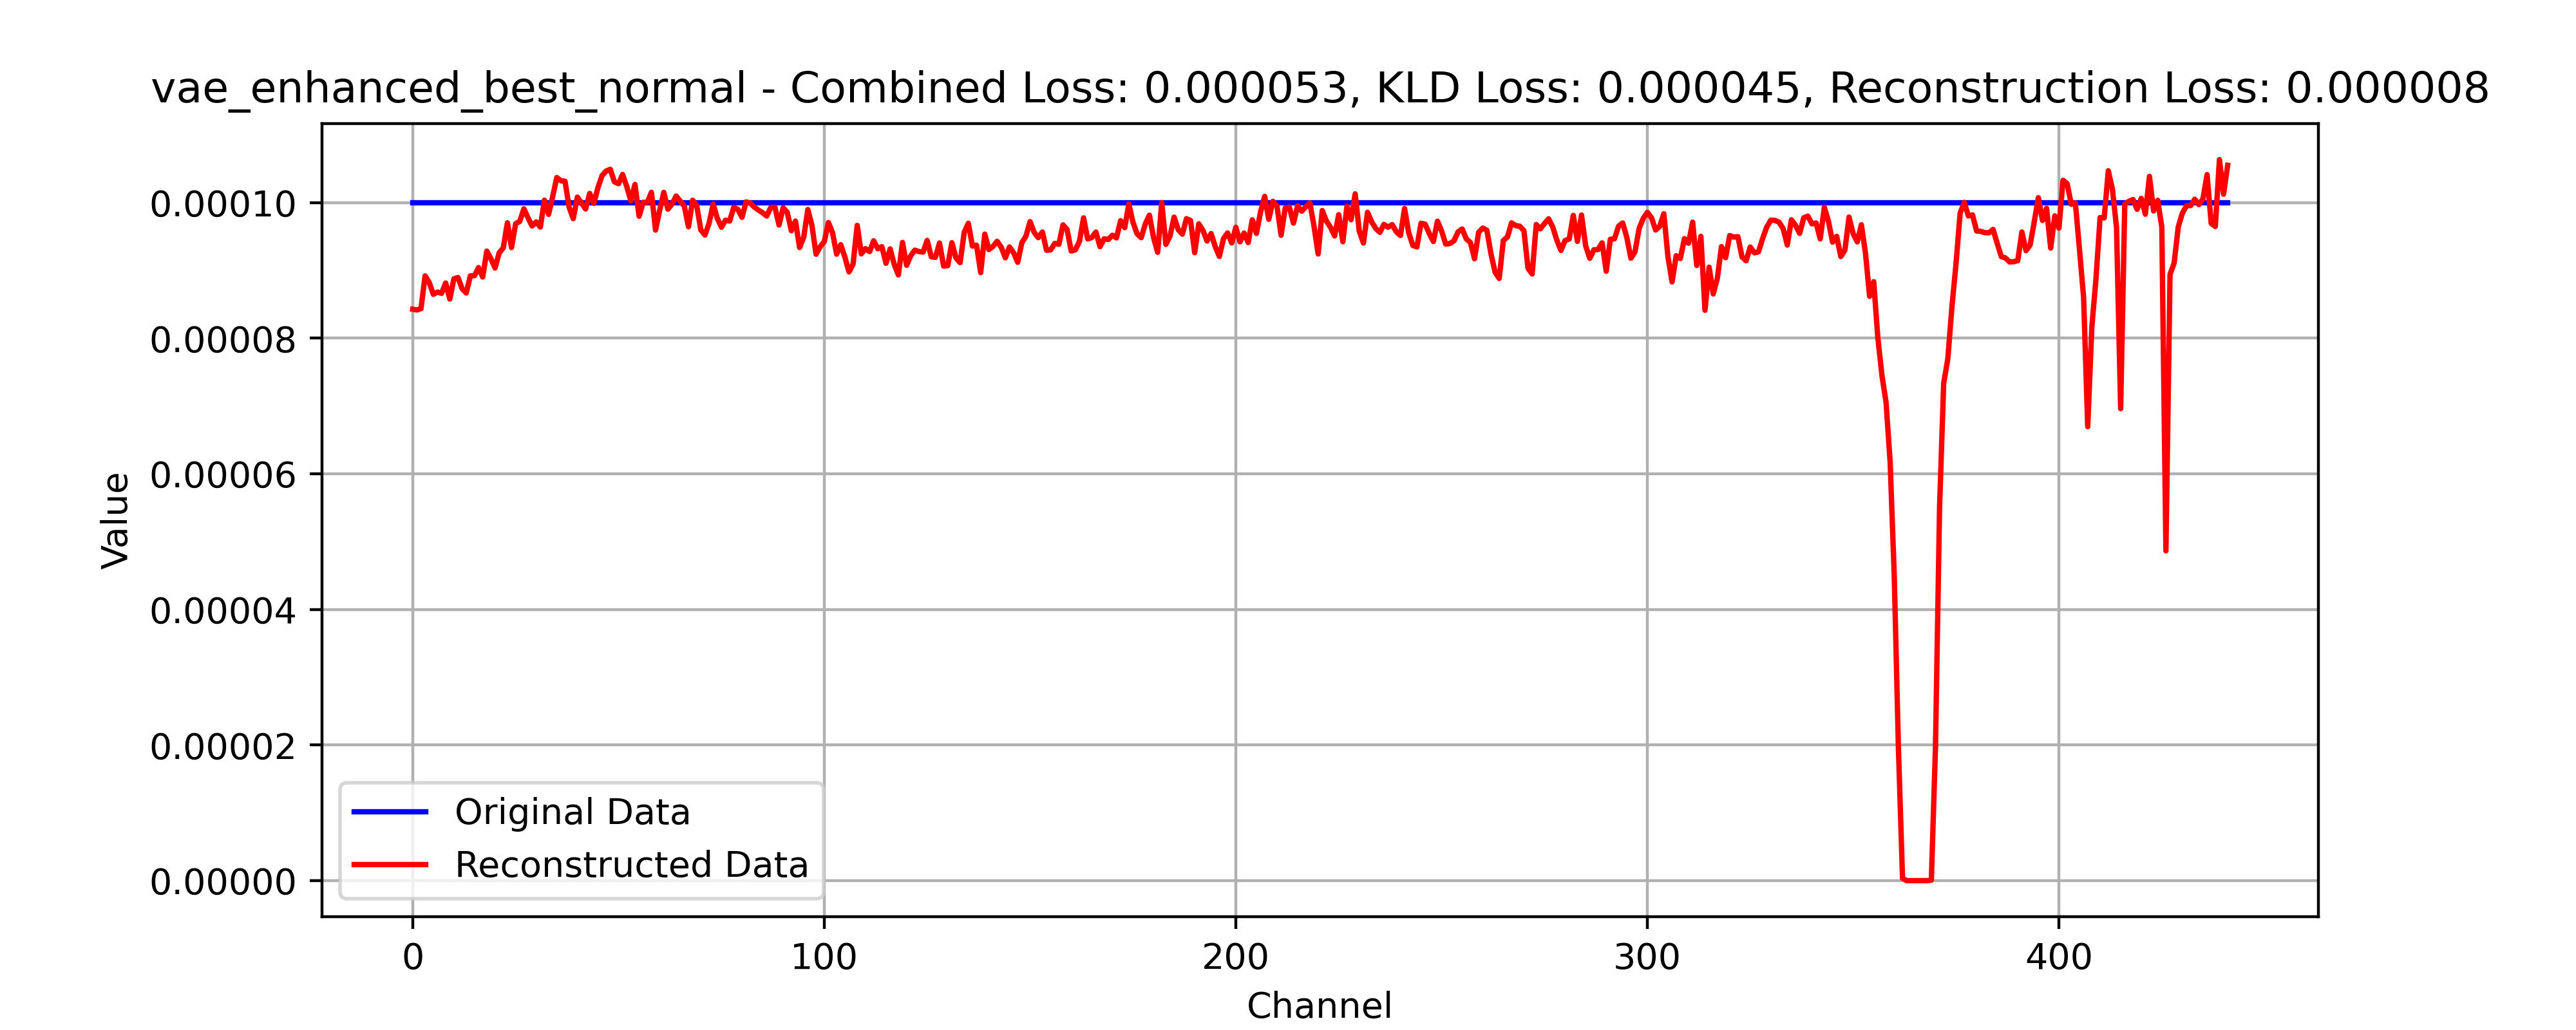 vae_enhanced_best_normal - Combined Loss: 0.000053, KLD Loss: 0.000045, Reconstruction Loss: 0.000008
Value
0.00010
0.00008
0.00006
0.00004
0.00002
0.00000
Original Data
Reconstructed Data
0 100 200 300 400
Channel